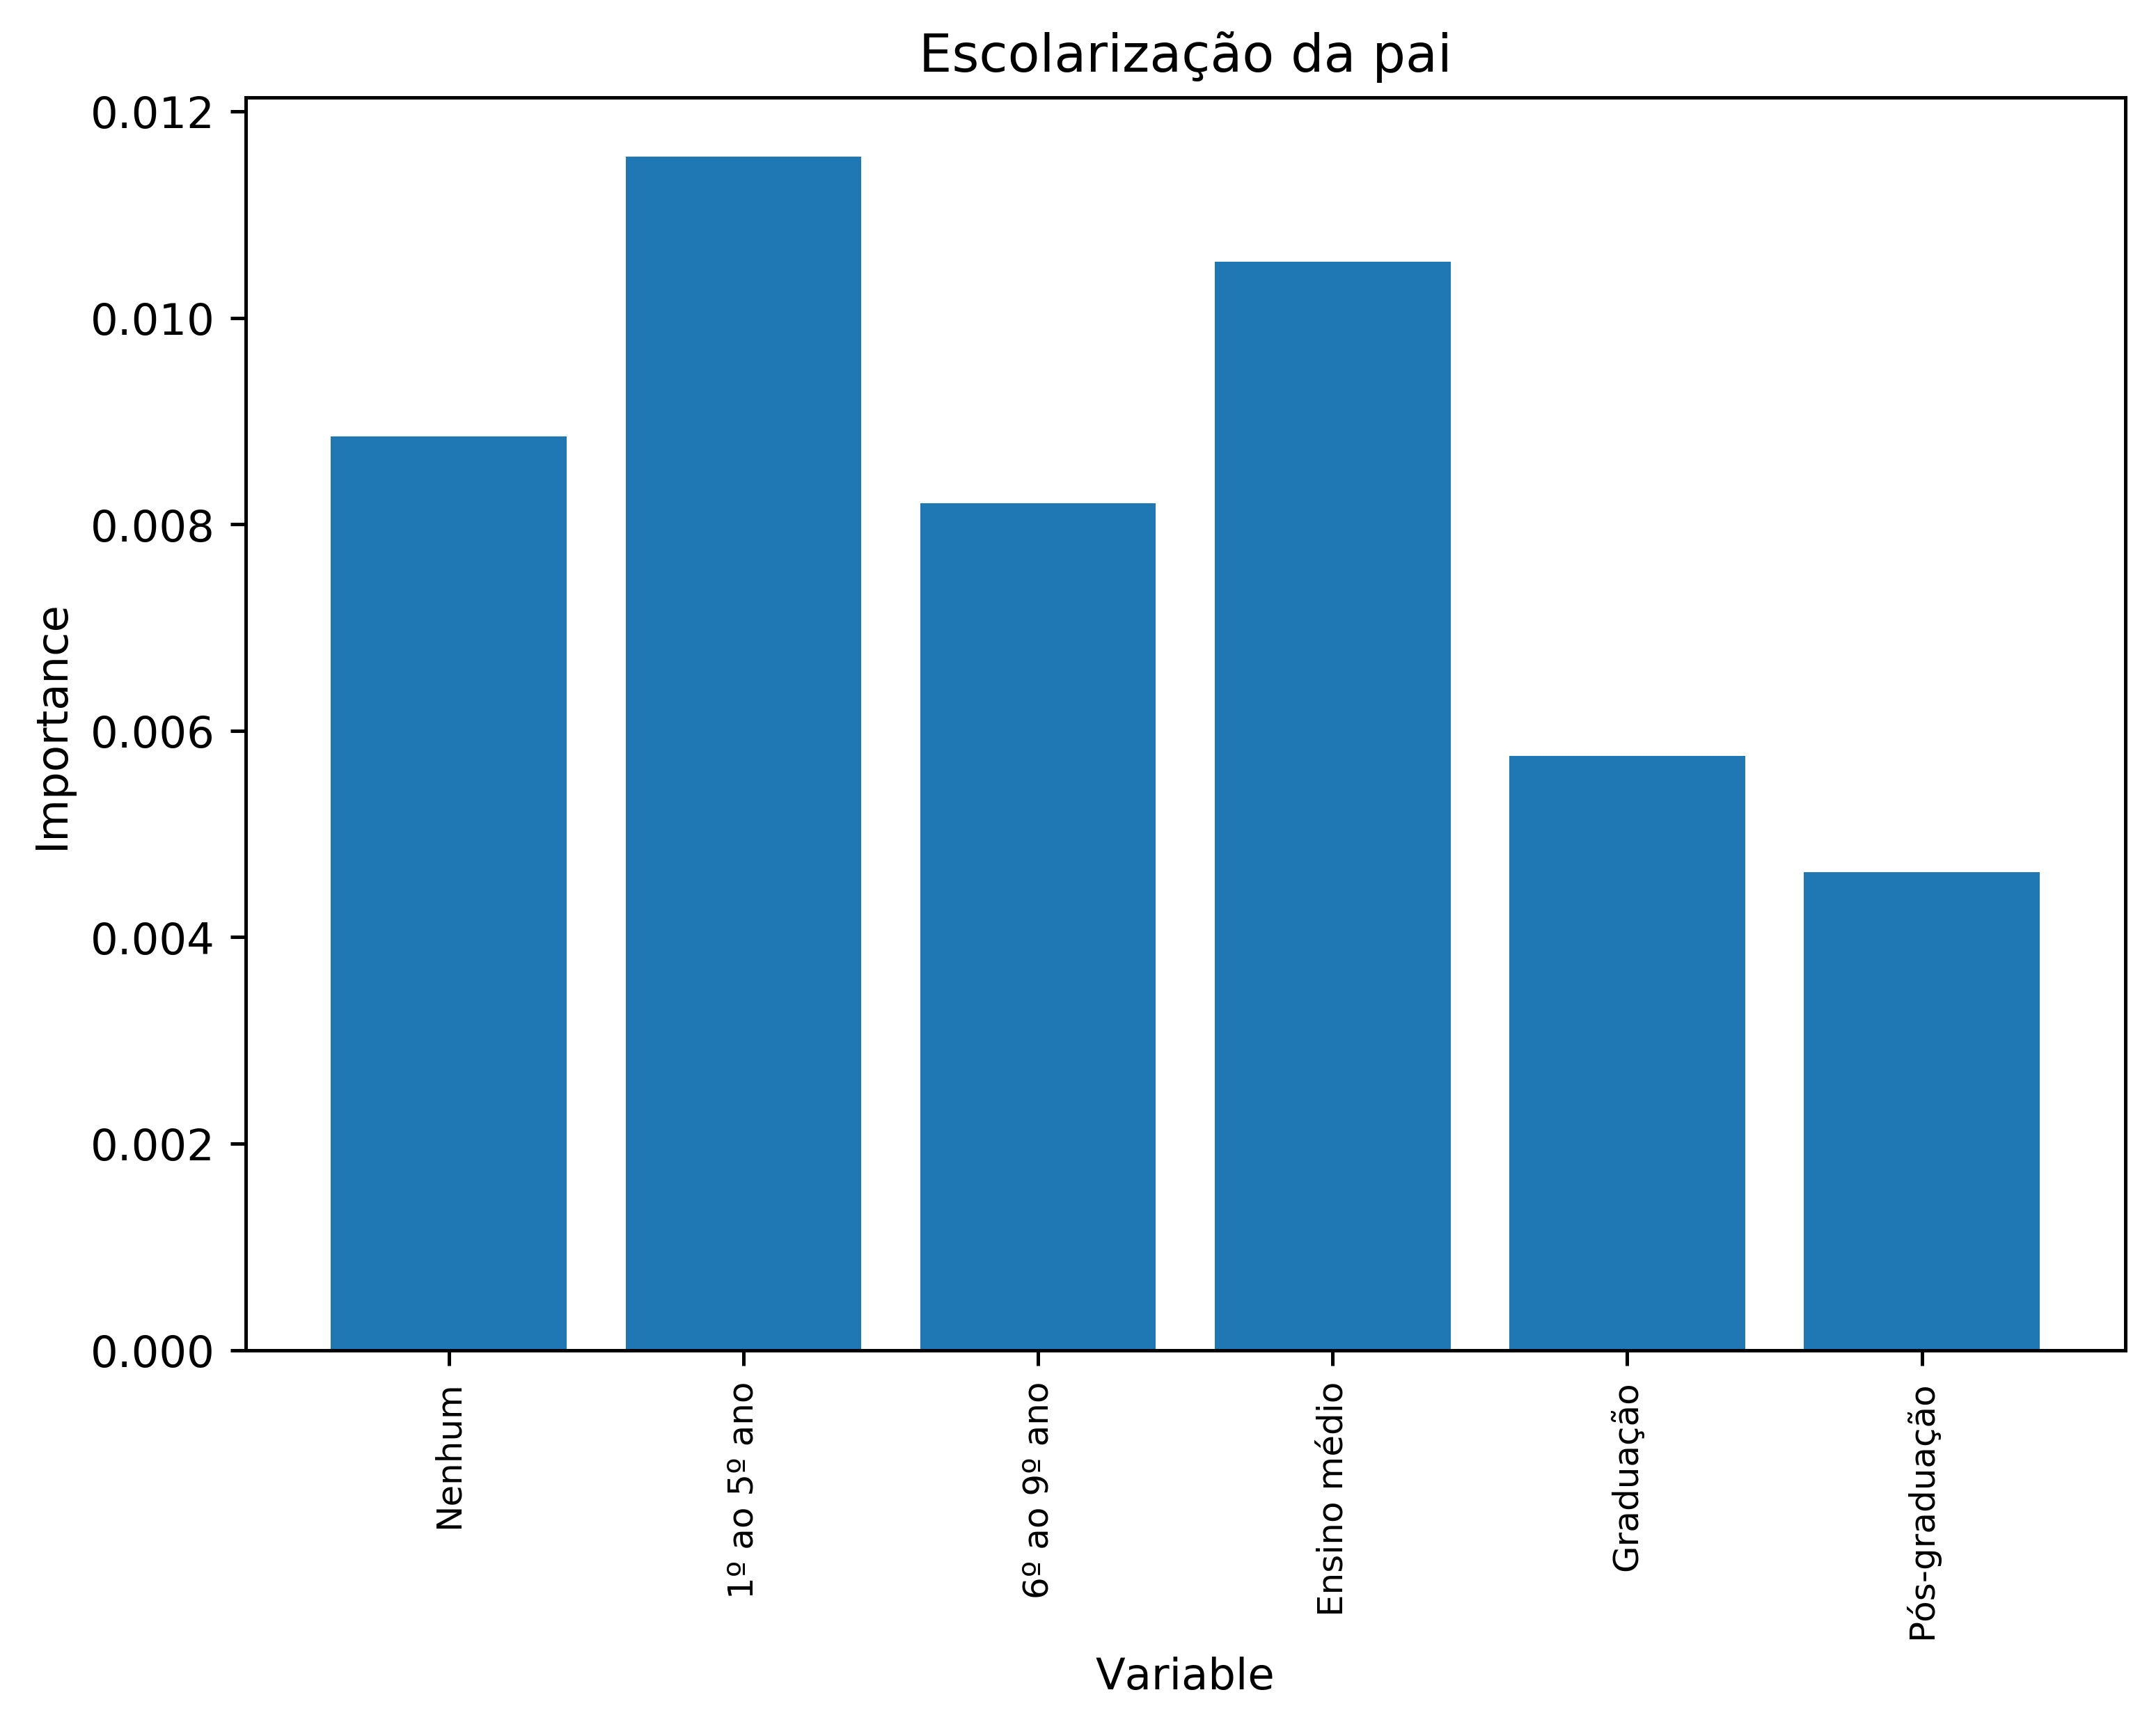 Escolarização da pai
0.012
0.010
0.008
0.006
0.004
0.002
0.000
Importance
Nenhum
1º ao 5º ano
6º ao 9º ano
Ensino médio
Graduação
Pós-graduação
Variable